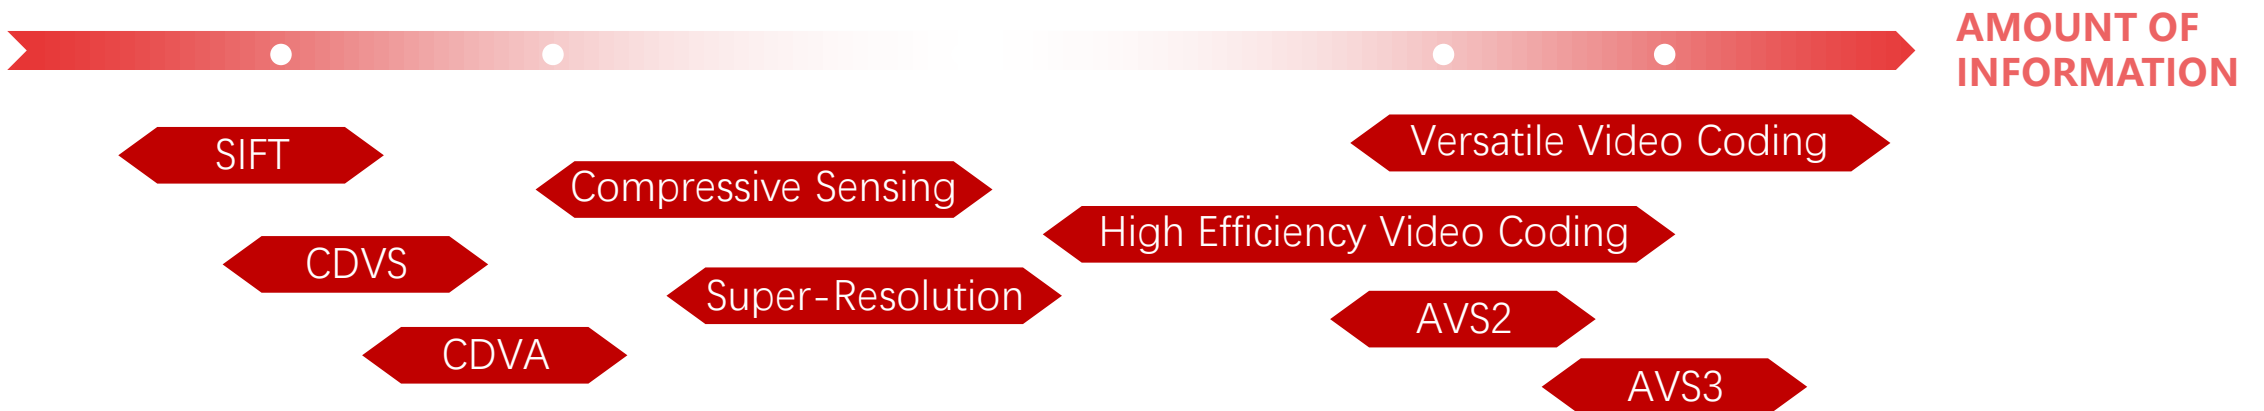 AMOUNT OF
INFORMATION
SIFT
Versatile Video Coding
Compressive Sensing
High Efficiency Video Coding
CDVS
Super-Resolution
AVS2
CDVA
AVS3